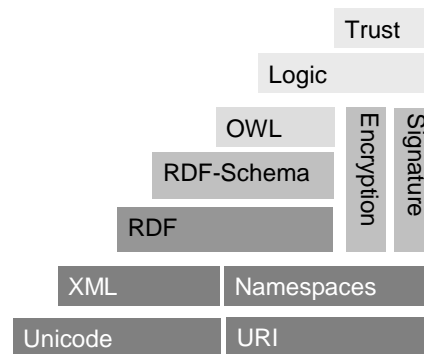 Trust
Logic
OWL
Encryption
Signature
RDF-Schema
RDF
XML
Namespaces
Unicode
URI